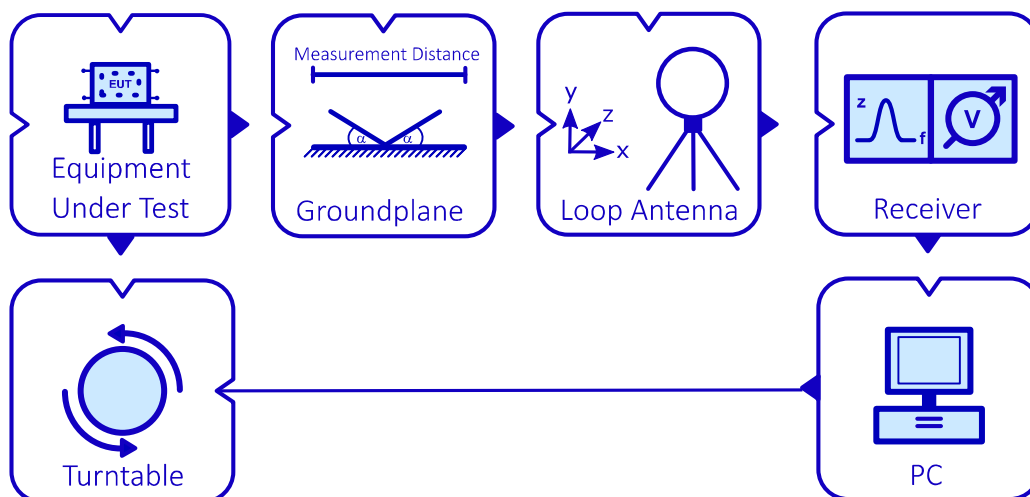 EUT
Equipment
Under Test
Measurement Distance
α α
Groundplane
y
z
x
Loop Antenna
z
f
V
Receiver
Turntable
PC